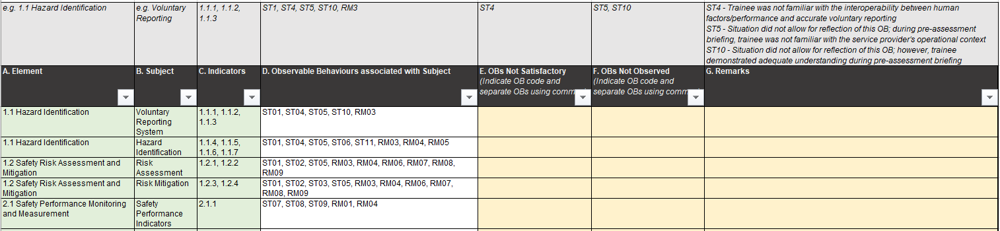 e.g. 1.1 Hazard Identification
e.g. Voluntary
Reporting
1.1.1, 1.1.2,
1.1.3
ST1, ST4, ST5, ST10, RM3
ST4
ST5, ST10
ST4 - Trainee was not familiar with the interoperability between human
factors/performance and accurate voluntary reporting
ST5 - Situation did not allow for reflection of this OB; during pre-assessment
briefing, trainee was not familiar with the service provider's operational context
ST10 - Situation did not allow for reflection of this OB; however, trainee
demonstrated adequate understanding during pre-assessment briefing
A. Element
B. Subject
C. Indicators
D. Observable Behaviours associated with Subject
E. OBs Not Satisfactory
(Indicate OB code and
separate OBs using comm
F. OBs Not Observed
(Indicate OB code and
separate OBs using comm
G. Remarks
1.1 Hazard Identification
Voluntary
Reporting
System
1.1.1, 1.1.2,
1.1.3
ST01, ST04, ST05, ST10, RM03
1.1 Hazard Identification
Hazard
Identification
1.1.4, 1.1.5,
1.1.6, 1.1.7
ST01, ST04, ST05, ST06, ST11, RM03, RM04, RM05
1.2 Safety Risk Assessment and
Mitigation
Risk
Assessment
1.2.1, 1.2.2
ST01, ST02, ST05, RM03, RM04, RM06, RM07, RM08,
RM09
1.2 Safety Risk Assessment and
Mitigation
Risk Mitigation
1.2.3, 1.2.4
ST01, ST02, ST03, ST05, RM03, RM04, RM06, RM07,
RM08, RM09
2.1 Safety Performance Monitoring
and Measurement
Safety
Performance
Indicators
2.1.1
ST07, ST08, ST09, RM01, RM04